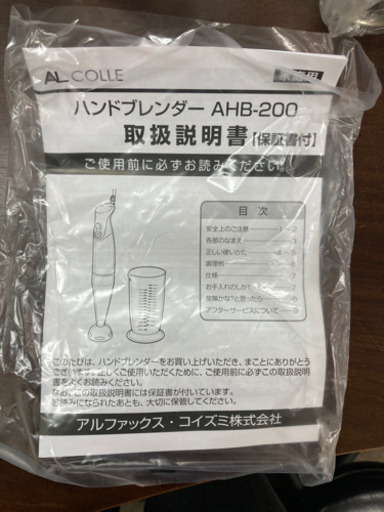 AL COLLE
家庭用
ハンドブレンダー AHB-200
取扱説明書【保証書付】
ご使用前に必ずお読みください。
目次
安全上のご注意 1~2
各部のなまえ 3
正しい使いかた 4~5
調理例
仕様
お手入れのしかた 7
故障かな?と思ったら 8
アフターサービスについて 9
このたびは、ハンドブレンダーをお買い上げいただき、まことにありがとう
ございます。正しくご使用いただくために、ご使用前に必ずこの取扱説明
書をよくお読みください。
なお、この取扱説明書には保証書が付いています。
お読みになられたあとも、大切に保管してください。
アルファックス・コイズミ株式会社